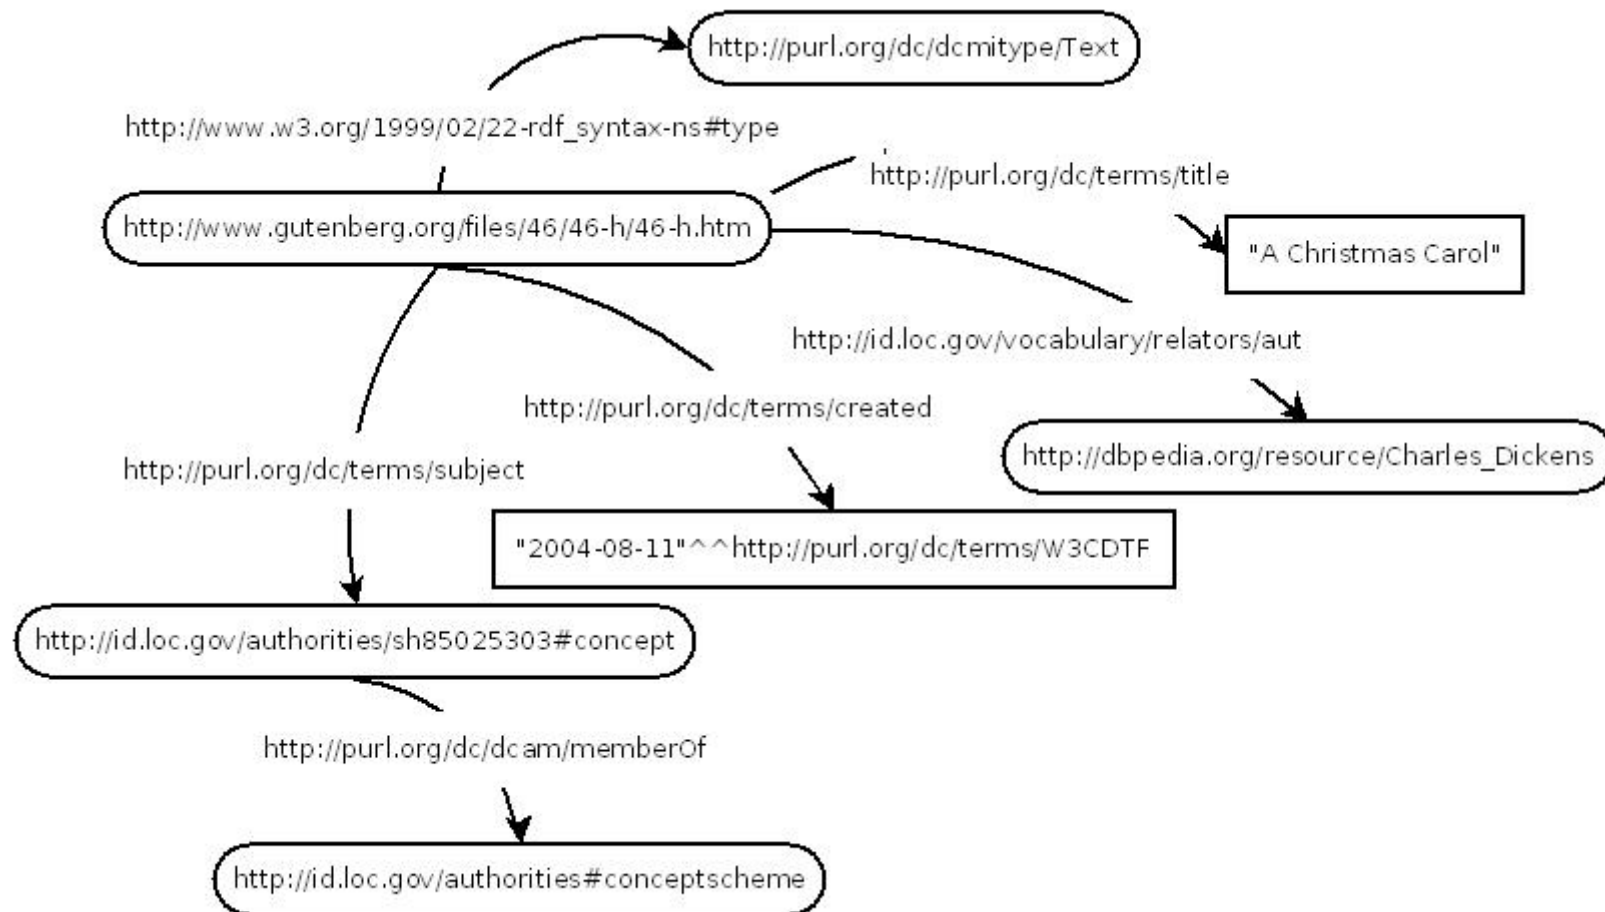 http://purl.org/dc/dcmitype/Text
http://www.w3.org/1999/02/22-rdf_syntax-ns#type
http://purl.org/dc/terms/title
http://www.gutenberg.org/files/46/46-h/46-h.htm
"A Christmas Carol"
http://id.loc.gov/vocabulary/relators/aut
http://purl.org/dc/terms/created
http://dbpedia.org/resource/Charles_Dickens
http://purl.org/dc/terms/subject
"2004-08-11"^^http://purl.org/dc/terms/W3CDTF
http://id.loc.gov/authorities/sh85025303#concept
http://purl.org/dc/dcam/memberOf
http://id.loc.gov/authorities#conceptscheme